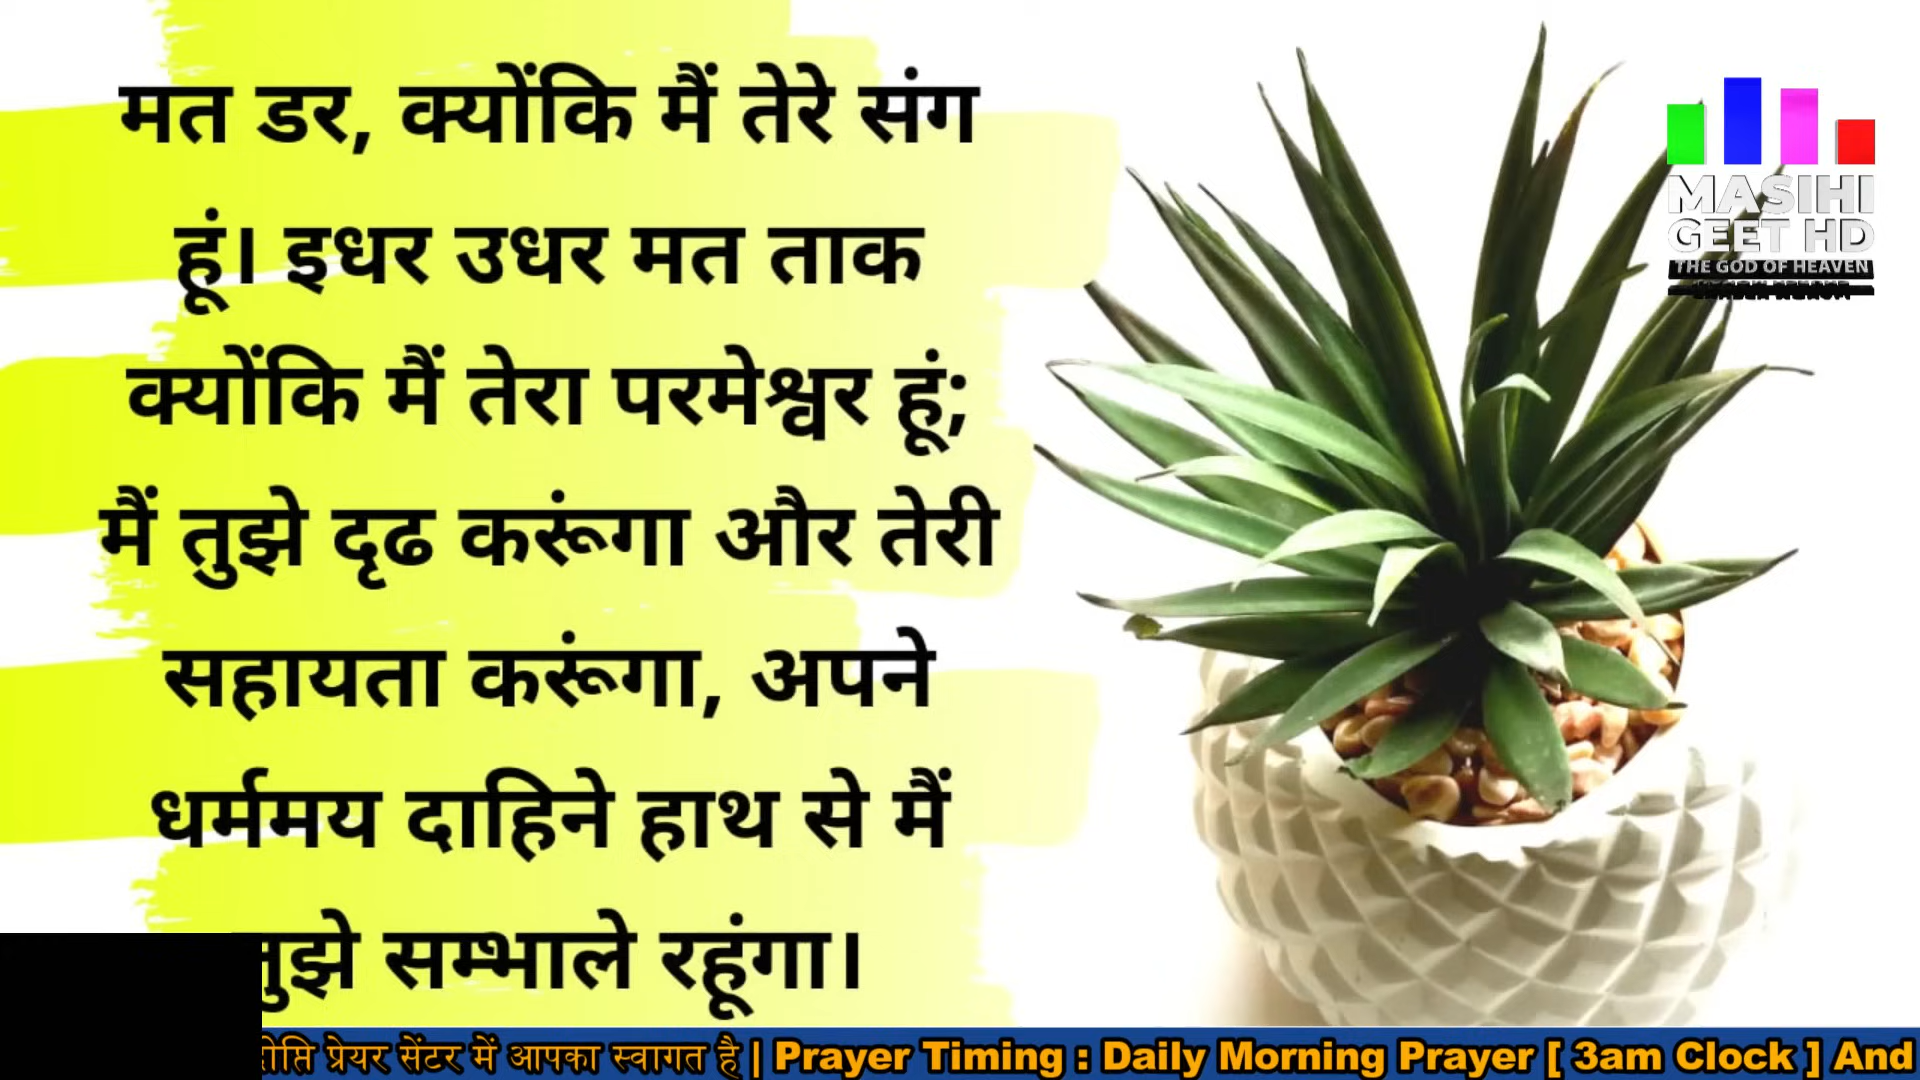 मत डर, क्योंकि मैं तेरे संग
हूं। इधर उधर मत ताक
क्योंकि मैं तेरा परमेश्वर हूं;
मैं तुझे दृढ करूंगा और तेरी
सहायता करूंगा, अपने
धर्ममय दाहिने हाथ से मैं
तुझे सम्भाले रहूंगा।
MASIHI
GEET HD
THE GOD OF HEAVEN
प्रेयर सेंटर में आपका स्वागत है | Prayer Timing : Daily Morning Prayer [ 3am Clock ] And